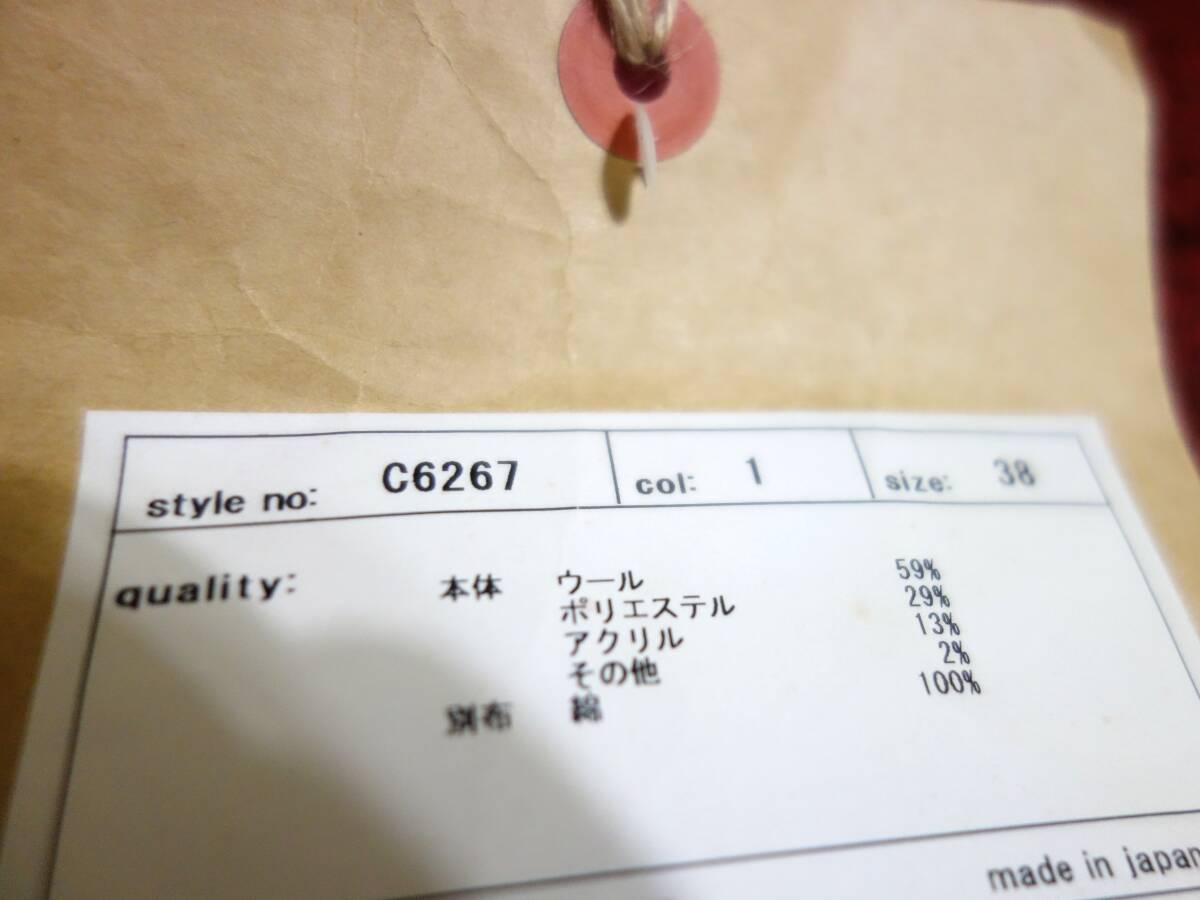 style no: C6267 col: 1 size: 38
quality: 本体 ウール 59%
ポリエステル 29%
アクリル 13%
その他 2%
別布 綿 100%
made in japan